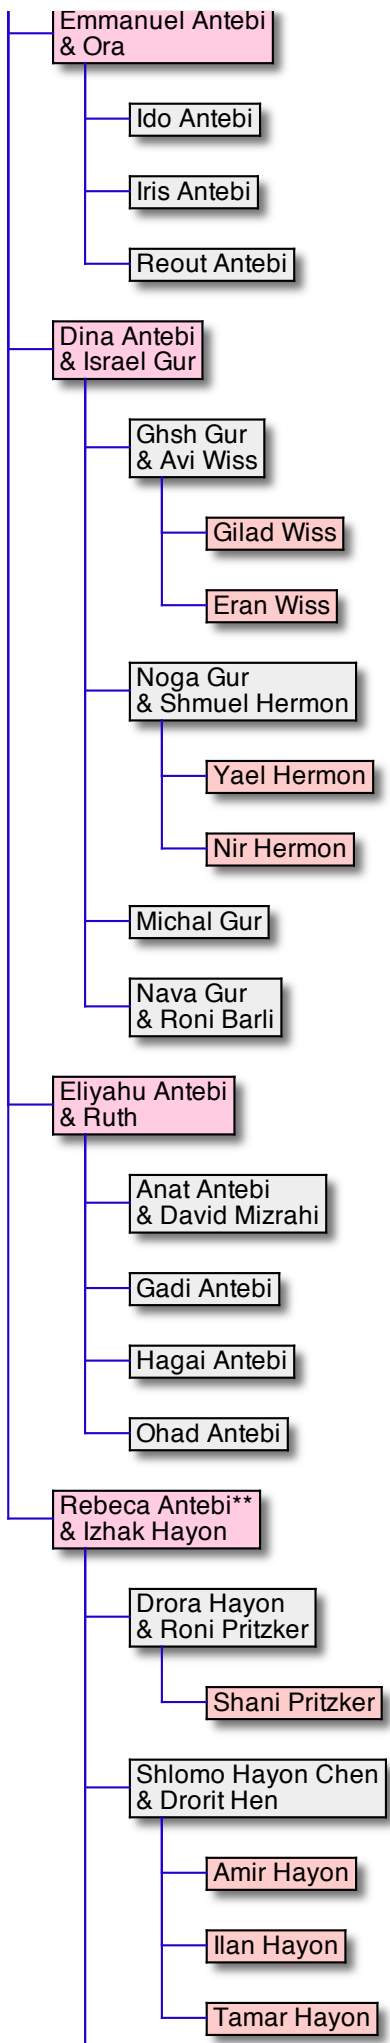 Emmanuel Antebi
& Ora
Ido Antebi
Iris Antebi
Reout Antebi
Dina Antebi
& Israel Gur
Ghsh Gur
& Avi Wiss
Gilad Wiss
Eran Wiss
Noga Gur
& Shmuel Hermon
Yael Hermon
Nir Hermon
Michal Gur
Nava Gur
& Roni Barli
Eliyahu Antebi
& Ruth
Anat Antebi
& David Mizrahi
Gadi Antebi
Hagai Antebi
Ohad Antebi
Rebeca Antebi**
& Izhak Hayon
Drora Hayon
& Roni Pritzker
Shani Pritzker
Shlomo Hayon Chen
& Drorit Hen
Amir Hayon
Ilan Hayon
Tamar Hayon